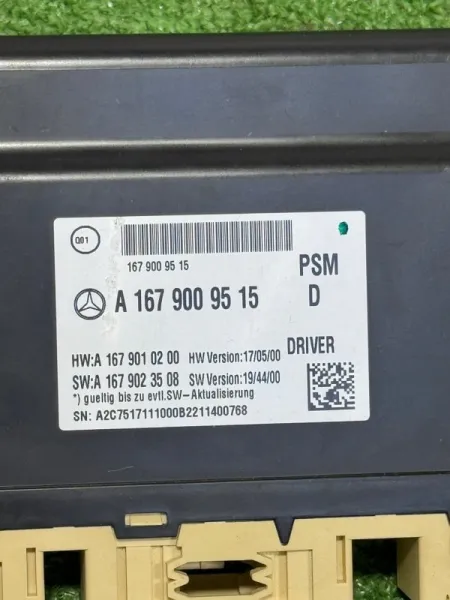 Q01
167 900 95 15
PSM
A 167 900 95 15 D
DRIVER
HW:A 167 901 02 00 HW Version:17/05/00
SW:A 167 902 35 08 SW Version:19/44/00
*) gueltig bis zu evtl.SW-Aktualisierung
SN: A2C7517111000B2211400768